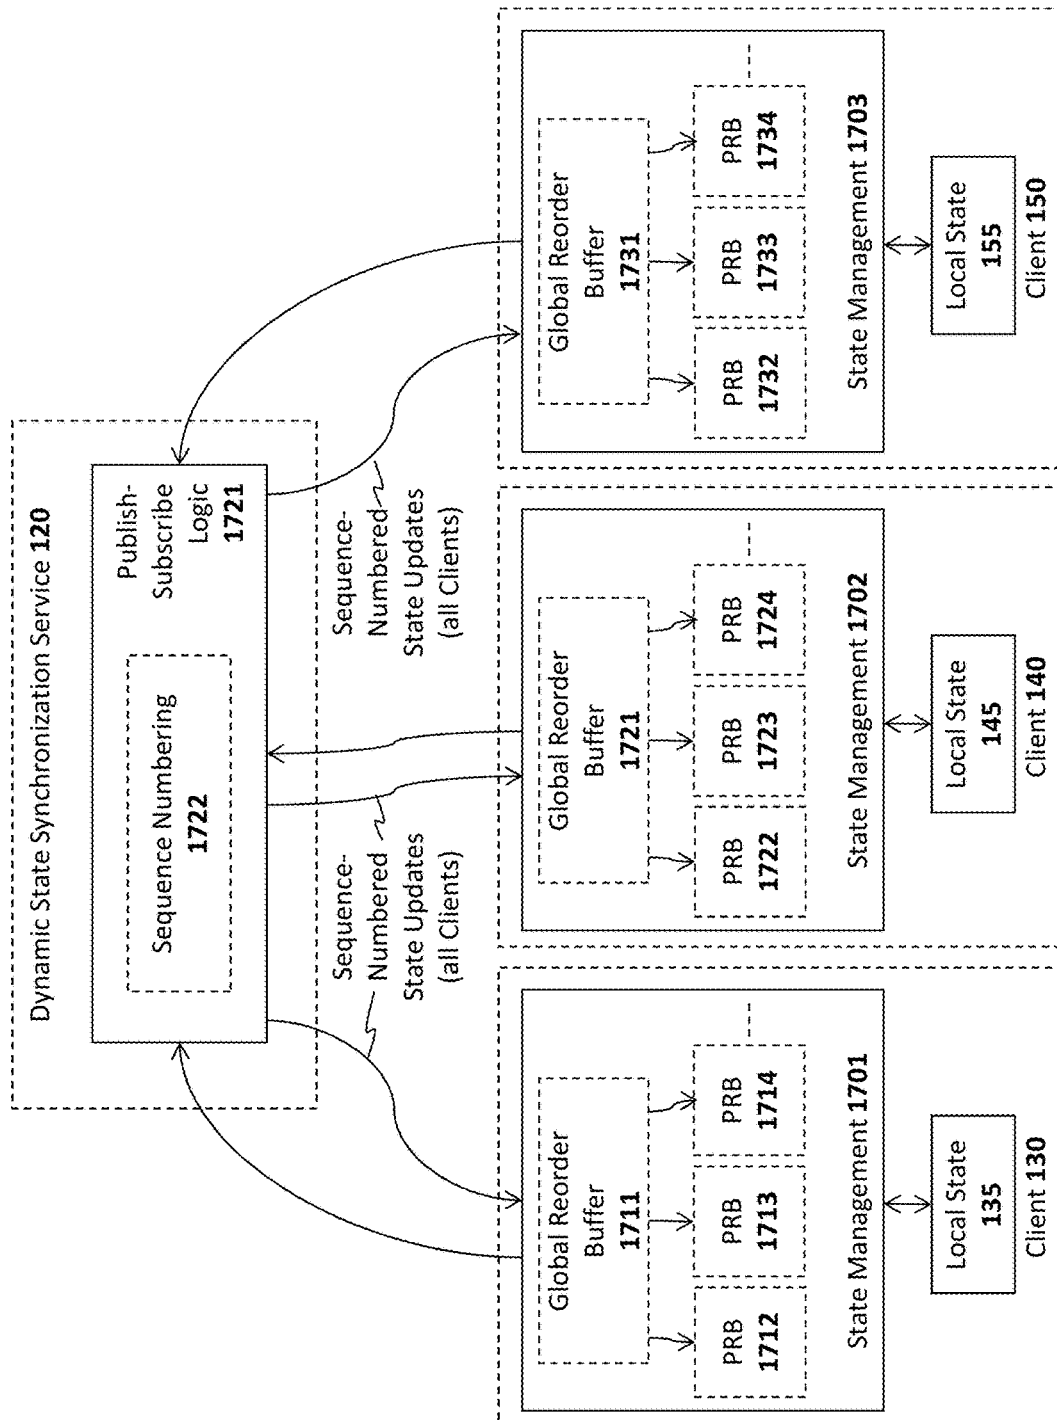 Dynamic State Synchronization Service 120
Sequence Numbering
1722
Publish-
Subscribe
Logic
1721
Sequence-
Numbered
State Updates
(all Clients)
Sequence-
Numbered
State Updates
(all Clients)
Global Reorder
Buffer
1711
PRB
1712
PRB
1713
PRB
1714
State Management 1701
Local State
135
Client 130
Global Reorder
Buffer
1721
PRB
1722
PRB
1723
PRB
1724
State Management 1702
Local State
145
Client 140
Global Reorder
Buffer
1731
PRB
1732
PRB
1733
PRB
1734
State Management 1703
Local State
155
Client 150